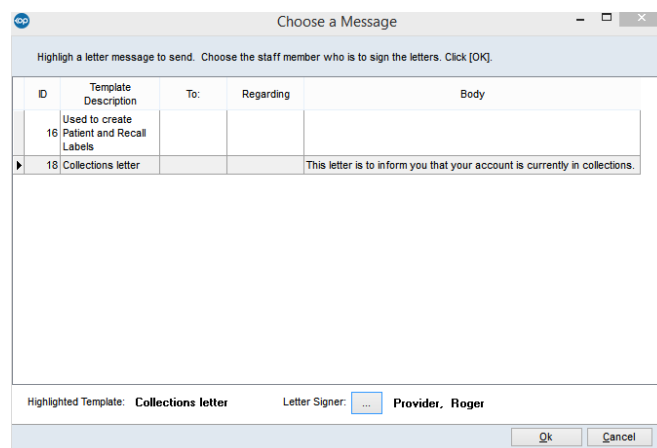 op
Choose a Message
Highligh a letter message to send. Choose the staff member who is to sign the letters. Click [OK].
ID Template Description To: Regarding Body
16 Used to create Patient and Recall Labels
18 Collections letter This letter is to inform you that your account is currently in collections.
Highlighted Template: Collections letter Letter Signer: ... Provider, Roger
Ok Cancel